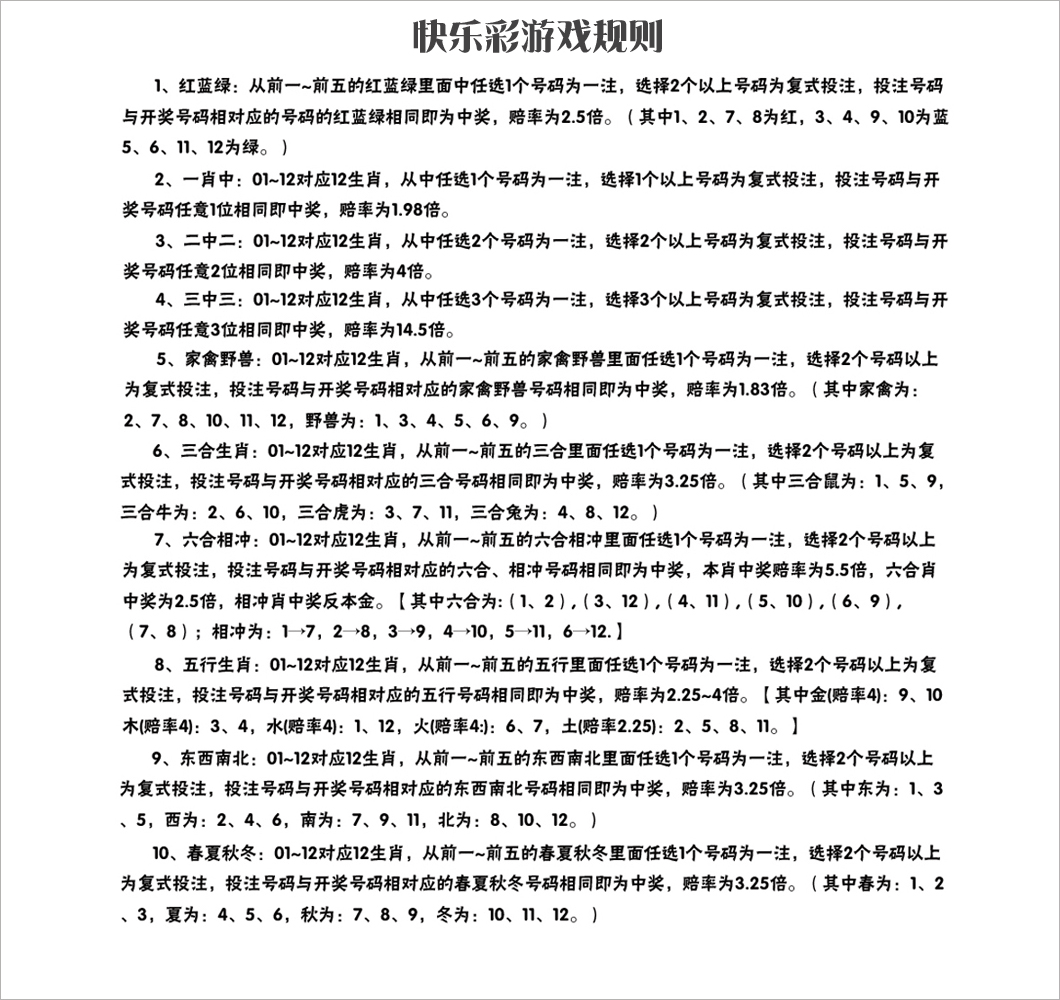 快乐彩游戏规则
1、红蓝绿：从前一~前五的红蓝绿里面中任选1个号码为一注，选择2个以上号码为复式投注，投注号码
与开奖号码相对应的号码的红蓝绿相同即为中奖，赔率为2.5倍。（其中1、2、7、8为红，3、4、9、10为蓝
5、6、11、12为绿。）
2、一肖中：01~12对应12生肖，从中任选1个号码为一注，选择1个以上号码为复式投注，投注号码与开
奖号码任意1位相同即中奖，赔率为1.98倍。
3、二中二：01~12对应12生肖，从中任选2个号码为一注，选择2个以上号码为复式投注，投注号码与开
奖号码任意2位相同即中奖，赔率为4倍。
4、三中三：01~12对应12生肖，从中任选3个号码为一注，选择3个以上号码为复式投注，投注号码与开
奖号码任意3位相同即中奖，赔率为14.5倍。
5、家禽野兽：01~12对应12生肖，从前一~前五的家禽野兽里面任选1个号码为一注，选择2个号码以上
为复式投注，投注号码与开奖号码相对应的家禽野兽号码相同即为中奖，赔率为1.83倍。（其中家禽为：
2、7、8、10、11、12，野兽为：1、3、4、5、6、9。）
6、三合生肖：01~12对应12生肖，从前一~前五的三合里面任选1个号码为一注，选择2个号码以上为复
式投注，投注号码与开奖号码相对应的三合号码相同即为中奖，赔率为3.25倍。（其中三合鼠为：1、5、9，
三合牛为：2、6、10，三合虎为：3、7、11，三合兔为：4、8、12。）
7、六合相冲：01~12对应12生肖，从前一~前五的六合相冲里面任选1个号码为一注，选择2个号码以上
为复式投注，投注号码与开奖号码相对应的六合、相冲号码相同即为中奖，本肖中奖赔率为5.5倍，六合肖
中奖为2.5倍，相冲肖中奖反本金。【其中六合为:（1、2）,（3、12）,（4、11）,（5、10）,（6、9）,
（7、8）；相冲为：1→7，2→8，3→9，4→10，5→11，6→12.】
8、五行生肖：01~12对应12生肖，从前一~前五的五行里面任选1个号码为一注，选择2个号码以上为复
式投注，投注号码与开奖号码相对应的五行号码相同即为中奖，赔率为2.25~4倍。【其中金(赔率4)：9、10
木(赔率4)：3、4，水(赔率4)：1、12，火(赔率4:)：6、7，土(赔率2.25)：2、5、8、11。】
9、东西南北：01~12对应12生肖，从前一~前五的东西南北里面任选1个号码为一注，选择2个号码以上
为复式投注，投注号码与开奖号码相对应的东西南北号码相同即为中奖，赔率为3.25倍。（其中东为：1、3
、5，西为：2、4、6，南为：7、9、11，北为：8、10、12。）
10、春夏秋冬：01~12对应12生肖，从前一~前五的春夏秋冬里面任选1个号码为一注，选择2个号码以上
为复式投注，投注号码与开奖号码相对应的春夏秋冬号码相同即为中奖，赔率为3.25倍。（其中春为：1、2
、3，夏为：4、5、6，秋为：7、8、9，冬为：10、11、12。）